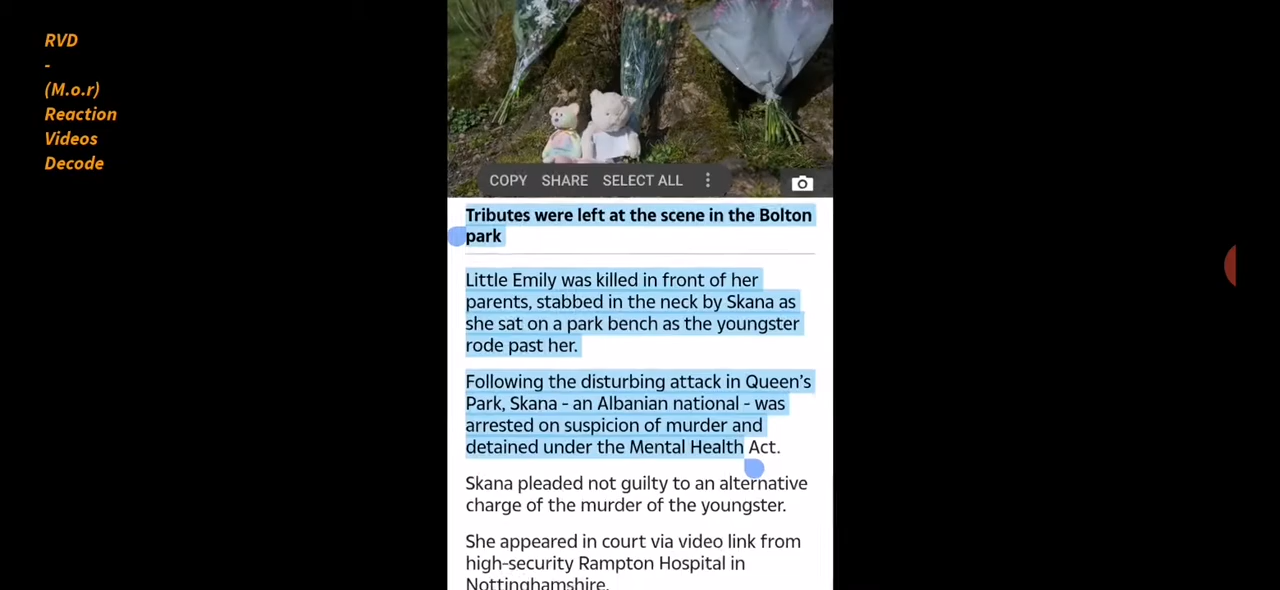 RVD
-
(M.o.r)
Reaction
Videos
Decode
COPY SHARE SELECT ALL
Tributes were left at the scene in the Bolton
park
Little Emily was killed in front of her
parents, stabbed in the neck by Skana as
she sat on a park bench as the youngster
rode past her.
Following the disturbing attack in Queen’s
Park, Skana - an Albanian national - was
arrested on suspicion of murder and
detained under the Mental Health Act.
Skana pleaded not guilty to an alternative
charge of the murder of the youngster.
She appeared in court via video link from
high-security Rampton Hospital in
Nottinghamshire.